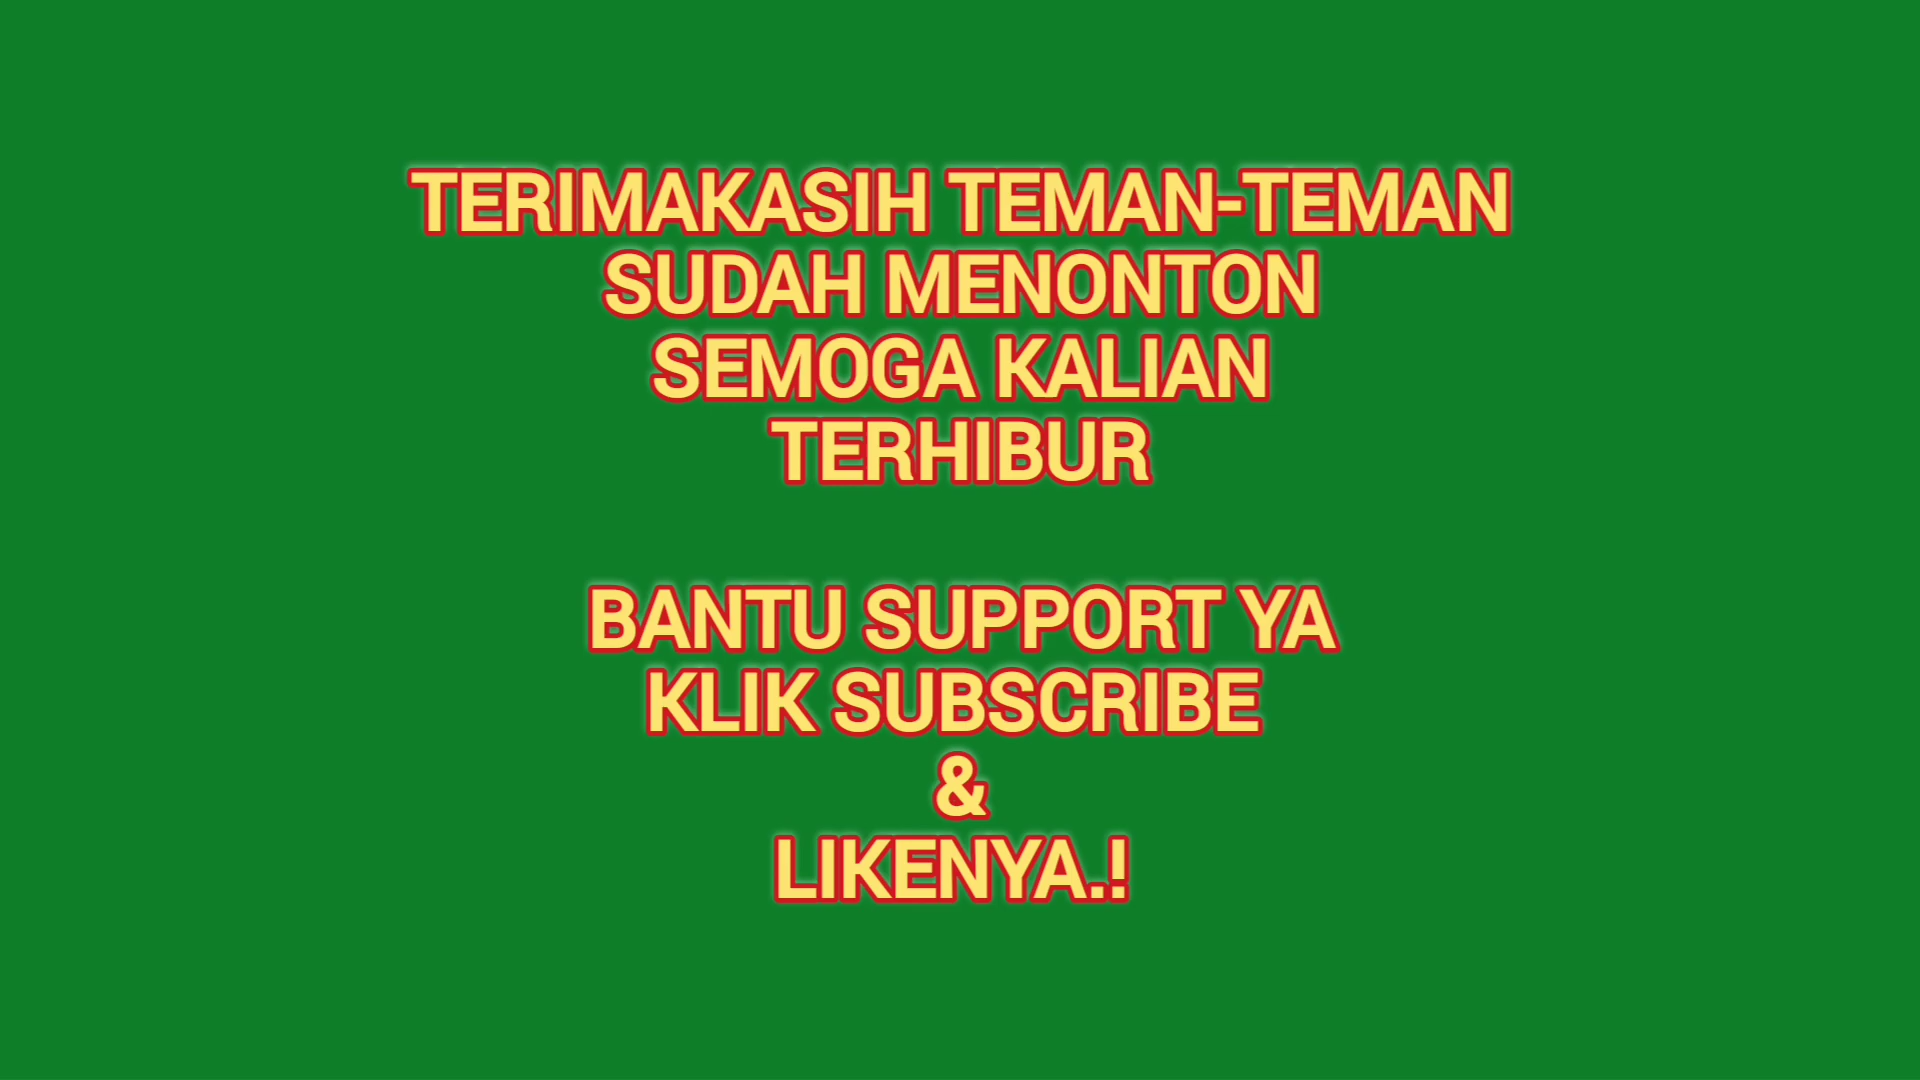 TERIMAKASIH TEMAN-TEMAN
SUDAH MENONTON
SEMOGA KALIAN
TERHIBUR
BANTU SUPPORT YA
KLIK SUBSCRIBE
&
LIKENYA.!